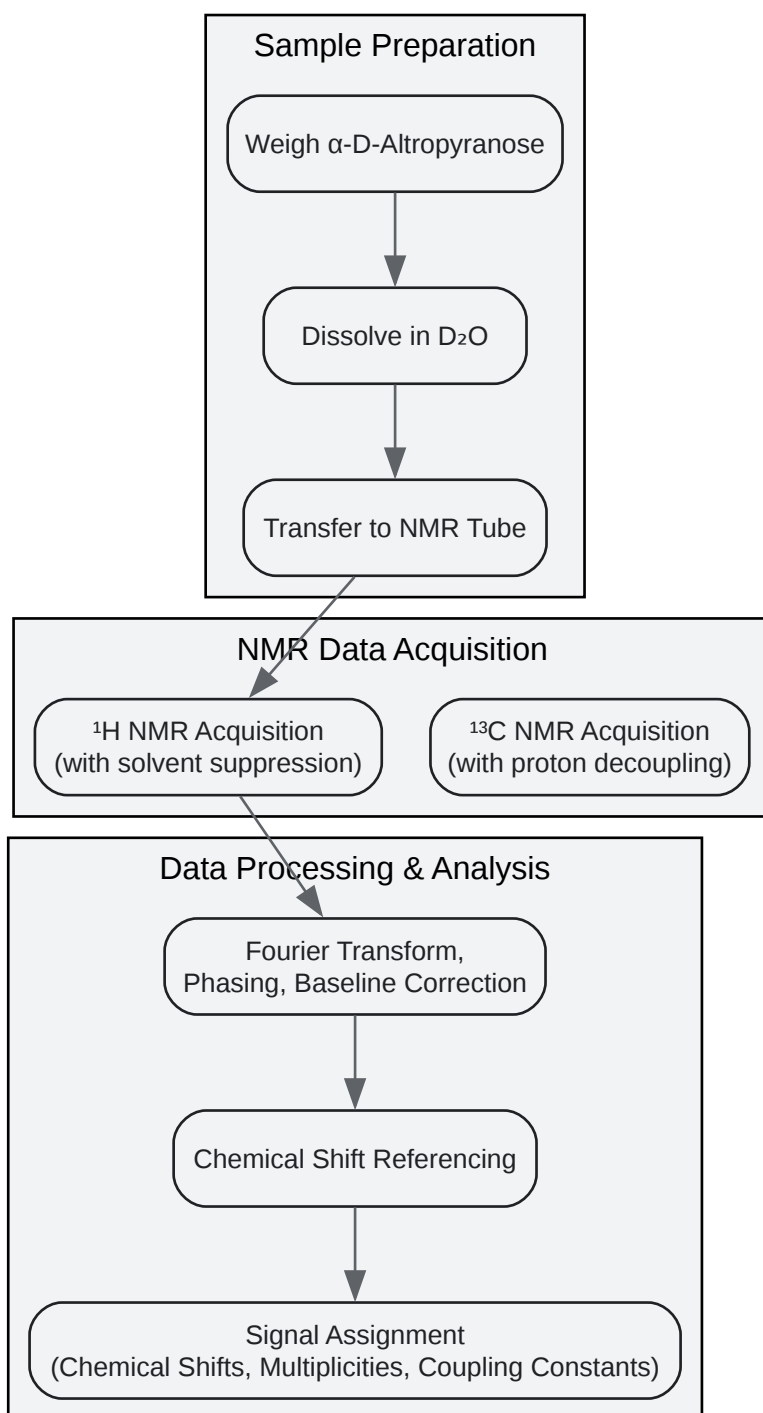 Sample Preparation
Weigh α-D-Altropyranose
Dissolve in D₂O
Transfer to NMR Tube
NMR Data Acquisition
¹H NMR Acquisition
(with solvent suppression)
¹³C NMR Acquisition
(with proton decoupling)
Data Processing & Analysis
Fourier Transform,
Phasing, Baseline Correction
Chemical Shift Referencing
Signal Assignment
(Chemical Shifts, Multiplicities, Coupling Constants)